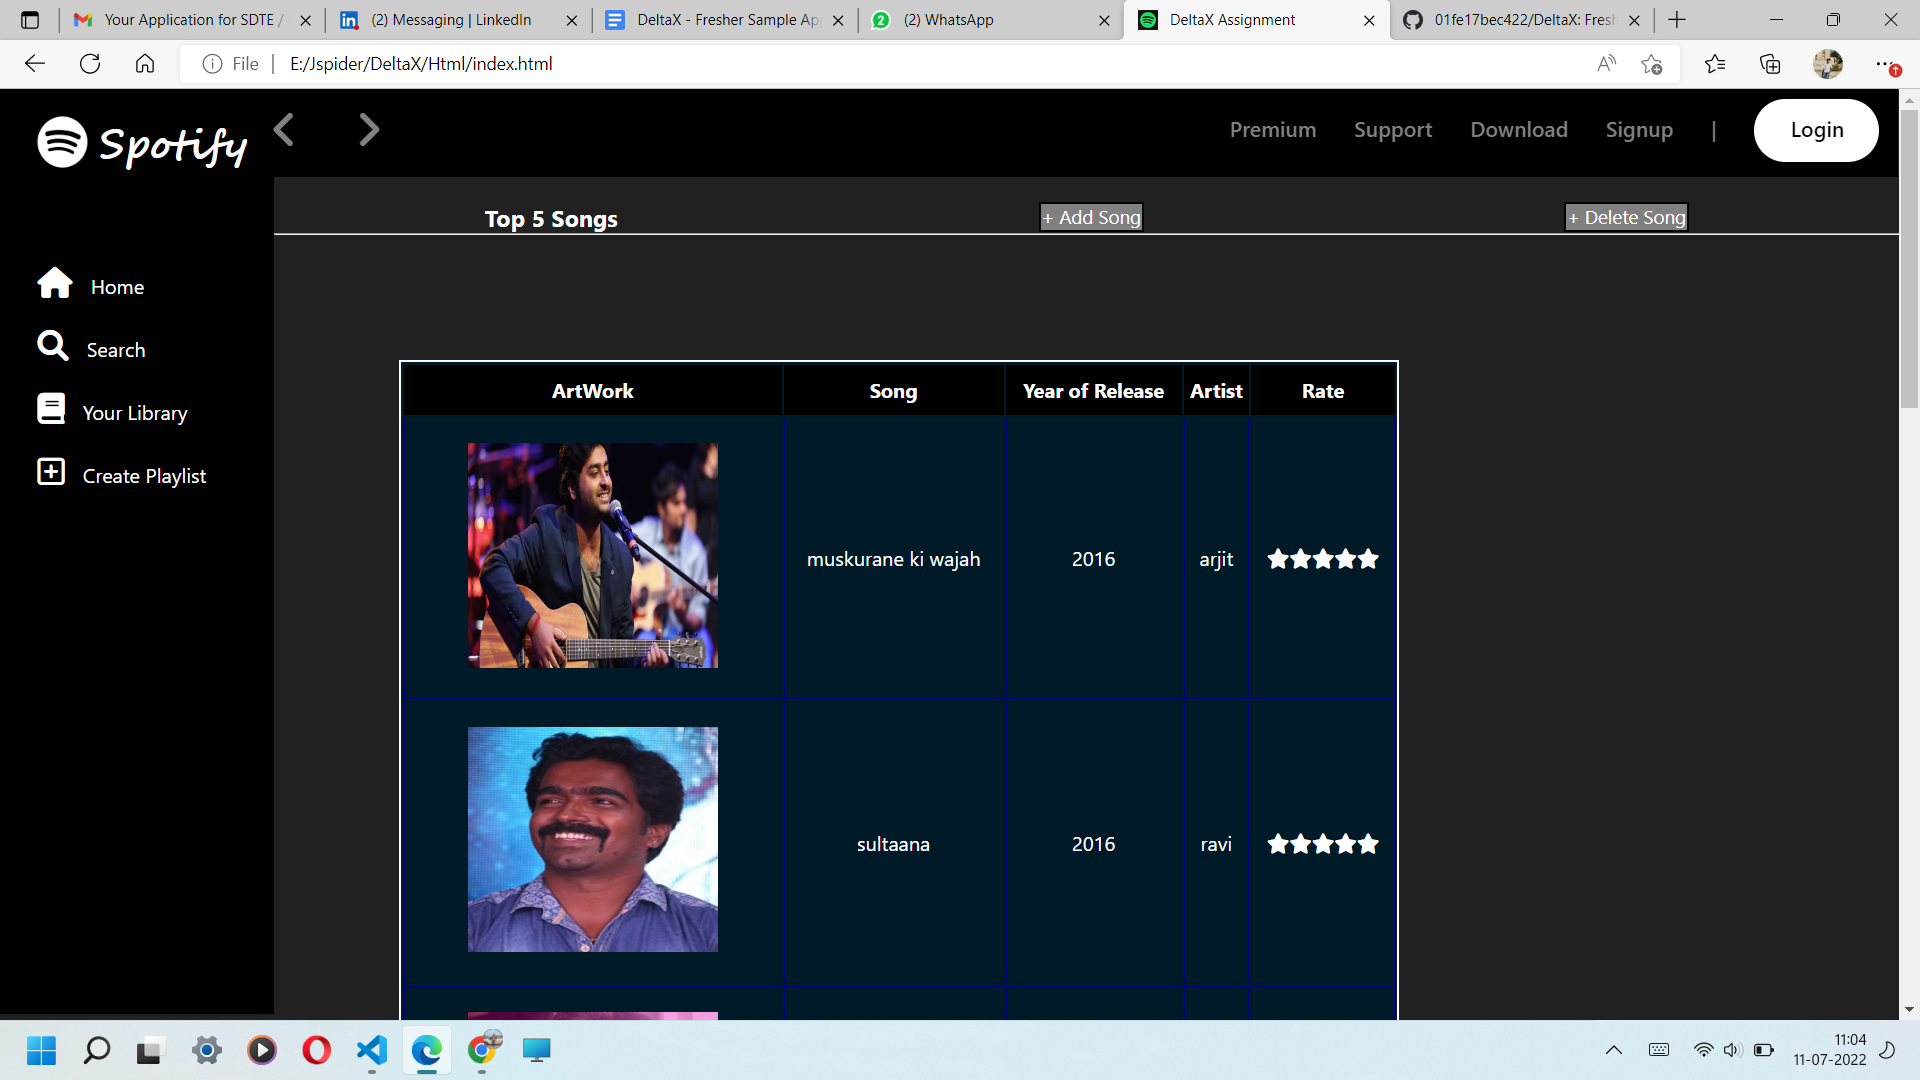 Your Application for SDTE /
(2) Messaging | LinkedIn
DeltaX - Fresher Sample Ap
(2) WhatsApp
DeltaX Assignment
01fe17bec422/DeltaX: Fresh
File | E:/Jspider/DeltaX/Html/index.html
Spotify
Premium Support Download Signup | Login
Top 5 Songs + Add Song + Delete Song
Home
Search
Your Library
Create Playlist
ArtWork Song Year of Release Artist Rate
muskurane ki wajah 2016 arjit
sultaana 2016 ravi
11:04
11-07-2022